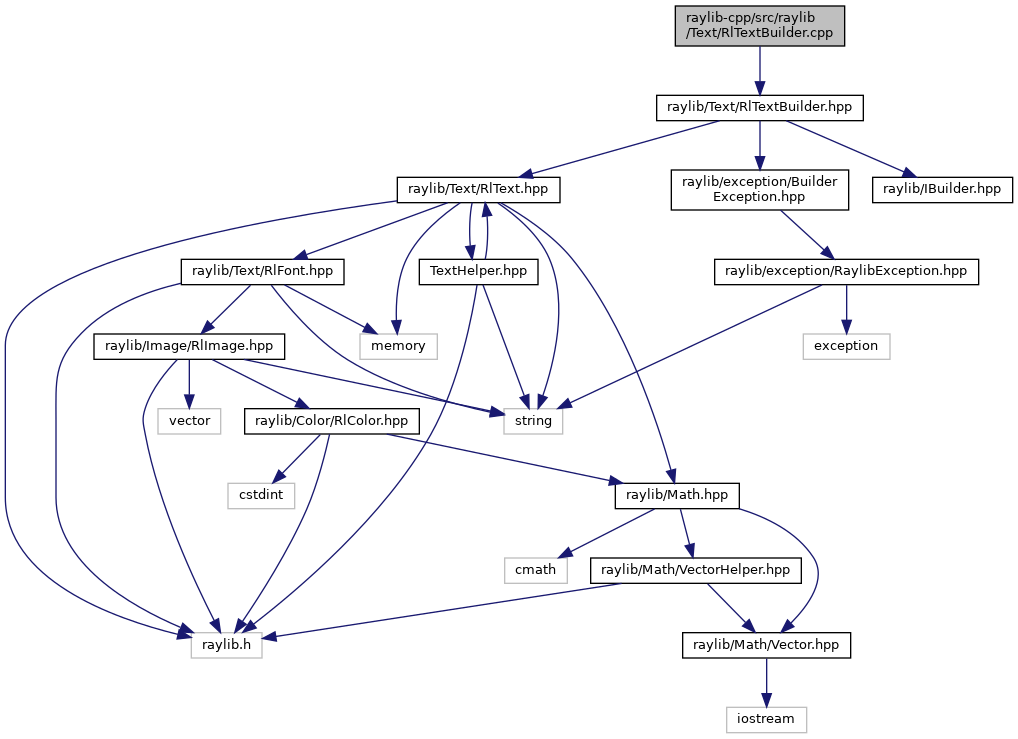 raylib-cpp/src/raylib
/Text/RlTextBuilder.cpp
raylib/Text/RlTextBuilder.hpp
raylib/Text/RlText.hpp
raylib/exception/Builder
Exception.hpp
raylib/IBuilder.hpp
raylib/Text/RlFont.hpp
TextHelper.hpp
raylib/exception/RaylibException.hpp
raylib/Image/RlImage.hpp
memory
exception
vector
raylib/Color/RlColor.hpp
string
cstdint
raylib/Math.hpp
cmath
raylib/Math/VectorHelper.hpp
raylib.h
raylib/Math/Vector.hpp
iostream